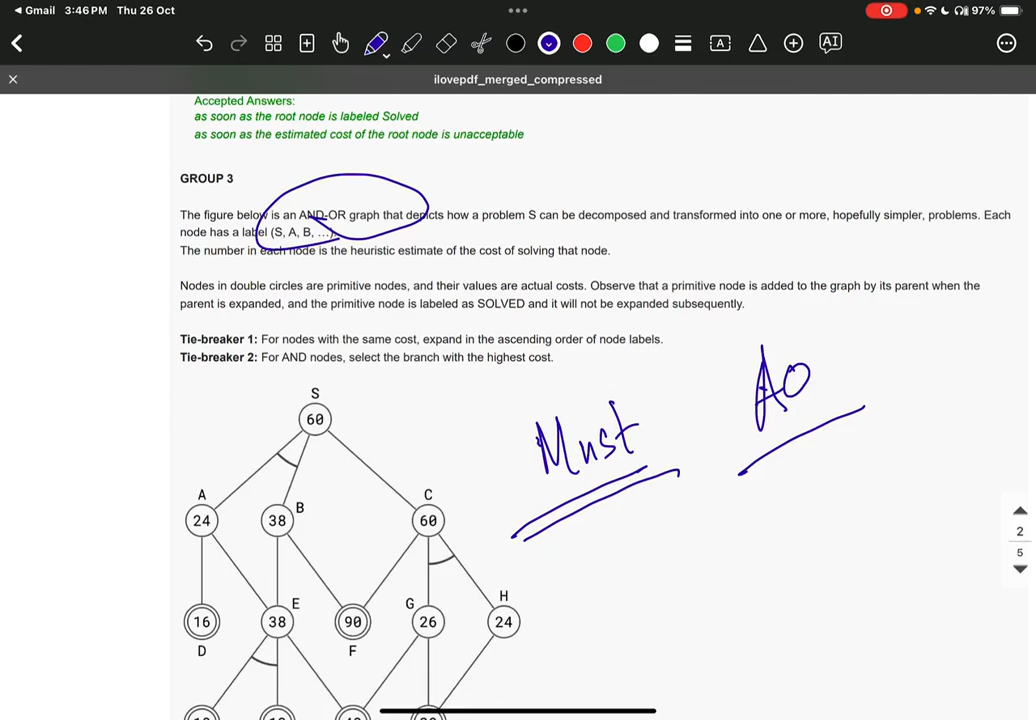 Gmail 3:46 PM Thu 26 Oct 97%
A AI
ilovepdf_merged_compressed
Accepted Answers:
as soon as the root node is labeled Solved
as soon as the estimated cost of the root node is unacceptable
GROUP 3
The figure below is an AND-OR graph that depicts how a problem S can be decomposed and transformed into one or more, hopefully simpler, problems. Each
node has a label (S, A, B, ...).
The number in each node is the heuristic estimate of the cost of solving that node.
Nodes in double circles are primitive nodes, and their values are actual costs. Observe that a primitive node is added to the graph by its parent when the
parent is expanded, and the primitive node is labeled as SOLVED and it will not be expanded subsequently.
Tie-breaker 1: For nodes with the same cost, expand in the ascending order of node labels.
Tie-breaker 2: For AND nodes, select the branch with the highest cost.
AO
Must
S
60
A B C
24 38 60
2
5
E G H
16 38 90 26 24
D F